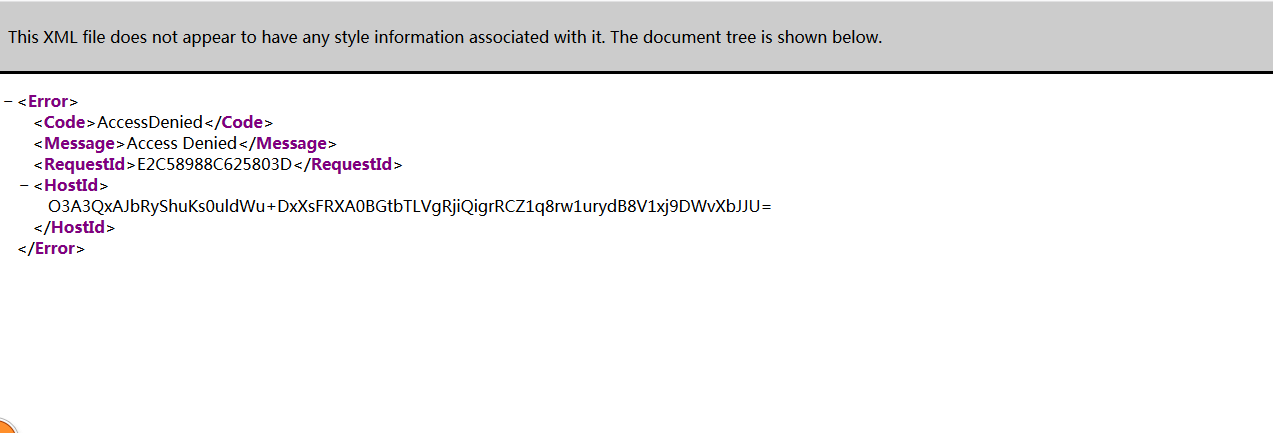 This XML file does not appear to have any style information associated with it. The document tree is shown below.
− <Error>
<Code>AccessDenied</Code>
<Message>Access Denied</Message>
<RequestId>E2C58988C625803D</RequestId>
− <HostId>
O3A3QxAJbRyShuKs0uldWu+DxXsFRXA0BGtbTLVgRjiQigrRCZ1q8rw1urydB8V1xj9DWvXbJJU=
</HostId>
</Error>